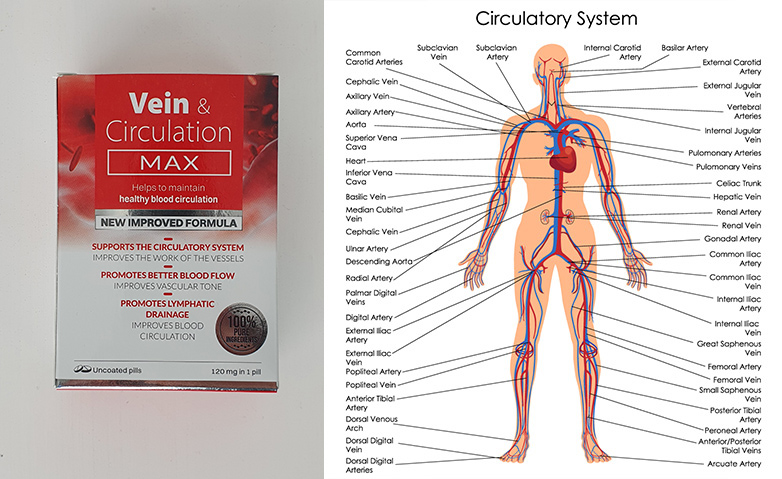 Vein &
Circulation
MAX
Helps to maintain
healthy blood circulation
NEW IMPROVED FORMULA
SUPPORTS THE CIRCULATORY SYSTEM
IMPROVES THE WORK OF THE VESSELS
PROMOTES BETTER BLOOD FLOW
IMPROVES VASCULAR TONE
PROMOTES LYMPHATIC
DRAINAGE
IMPROVES BLOOD
CIRCULATION
100%
PURE
INGREDIENTS
Uncoated pills
120 mg in 1 pill
Circulatory System
Common
Carotid Arteries
Subclavian
Vein
Subclavian
Artery
Internal Carotid
Artery
Basilar Artery
Cephalic Vein
Axillary Vein
Axillary Artery
Aorta
Superior Vena
Cava
Heart
Inferior Vena
Cava
Basilic Vein
Median Cubital
Vein
Cephalic Vein
Ulnar Artery
Descending Aorta
Radial Artery
Palmar Digital
Veins
Digital Artery
External Iliac
Artery
External Iliac
Vein
Popliteal Artery
Popliteal Vein
Anterior Tibial
Artery
Dorsal Venous
Arch
Dorsal Digital
Vein
Dorsal Digital
Arteries
External Carotid
Artery
External Jugular
Vein
Vertebral
Arteries
Internal Jugular
Vein
Pulomonary Arteries
Pulmonary Veins
Celiac Trunk
Hepatic Vein
Renal Artery
Renal Vein
Gonadal Artery
Common Iliac
Artery
Common Iliac
Vein
Internal Iliac
Artery
Internal Iliac
Vein
Great Saphenous
Vein
Femoral Artery
Femoral Vein
Small Saphenous
Vein
Posterior Tibial
Artery
Peroneal Artery
Anterior/Posterior
Tibial Veins
Arcuate Artery